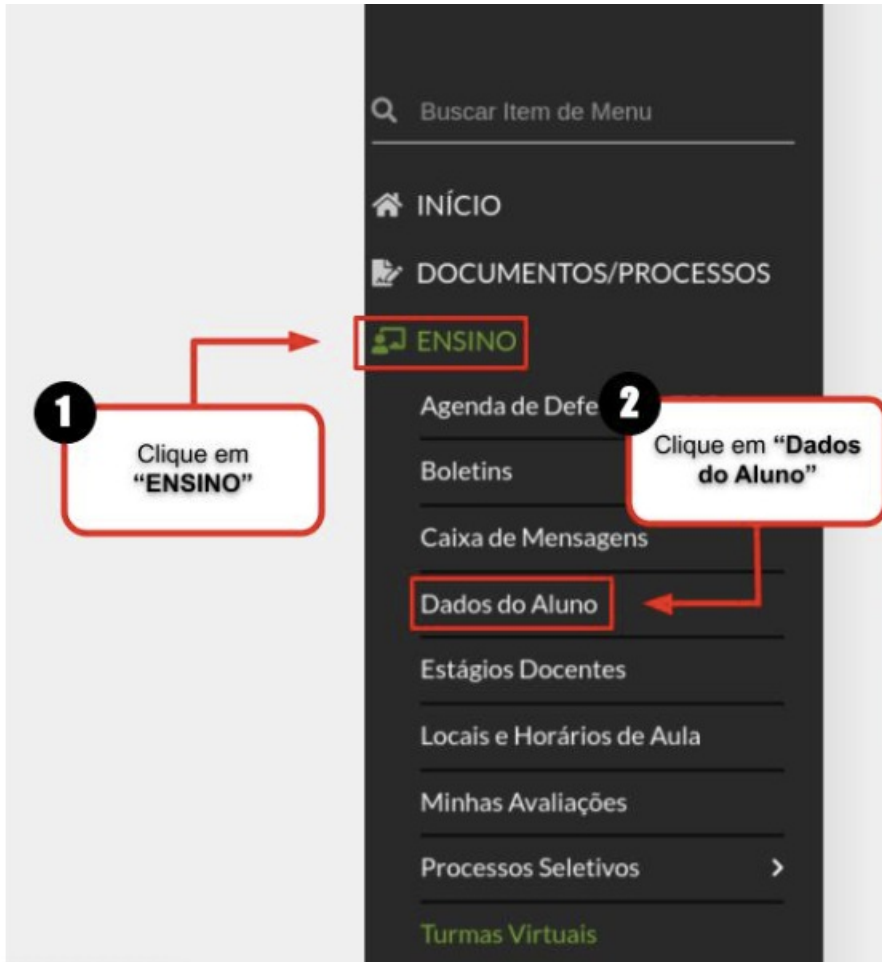 Buscar Item de Menu
INÍCIO
DOCUMENTOS/PROCESSOS
ENSINO
1
Clique em
“ENSINO”
Agenda de Defe
2
Clique em “Dados
do Aluno”
Boletins
Caixa de Mensagens
Dados do Aluno
Estágios Docentes
Locais e Horários de Aula
Minhas Avaliações
Processos Seletivos
Turmas Virtuais